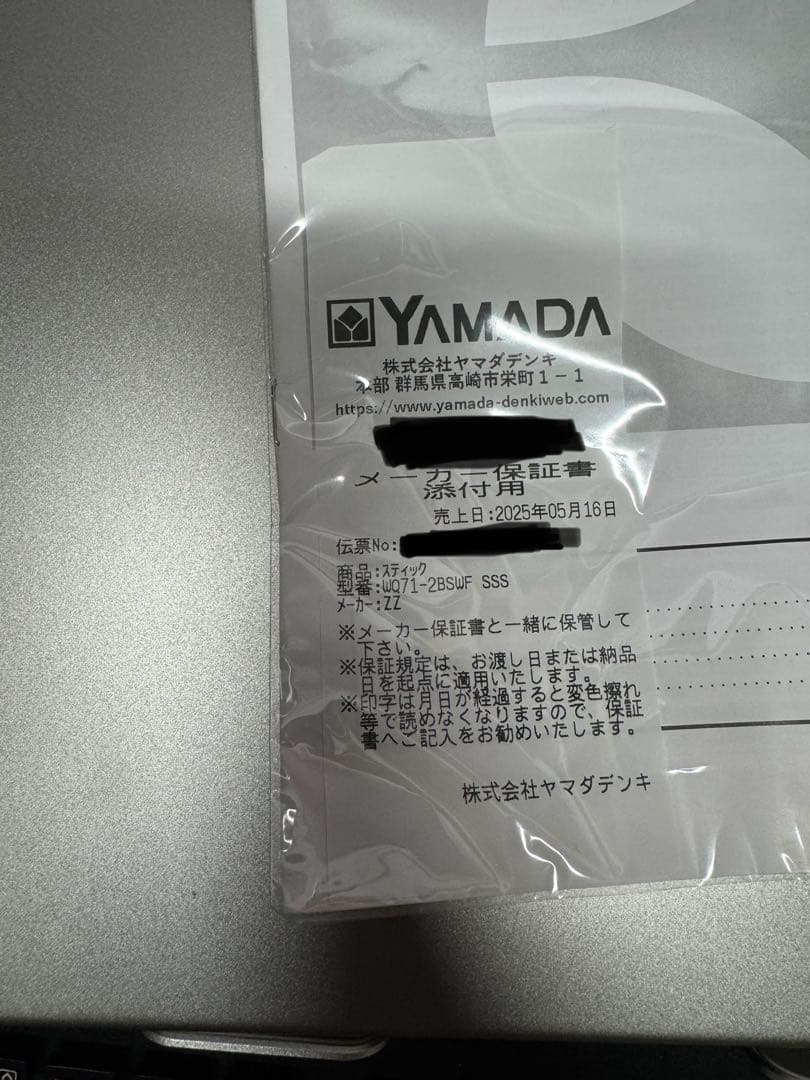 YAMADA
株式会社ヤマダデンキ
本部 群馬県高崎市栄町1-1
https://www.yamada-denkiweb.com
メーカー保証書
添付用
売上日:2025年05月16日
伝票No:
商品:スティック
型番:WQ71-2BSWF SSS
メーカー:ZZ
※メーカー保証書と一緒に保管して
下さい。
※保証規定は、お渡し日または納品
日を起点に適用いたします。
※印字は月日が経過すると変色擦れ
等で読めなくなりますので、保証
書へご記入をお勧めいたします。
株式会社ヤマダデンキ